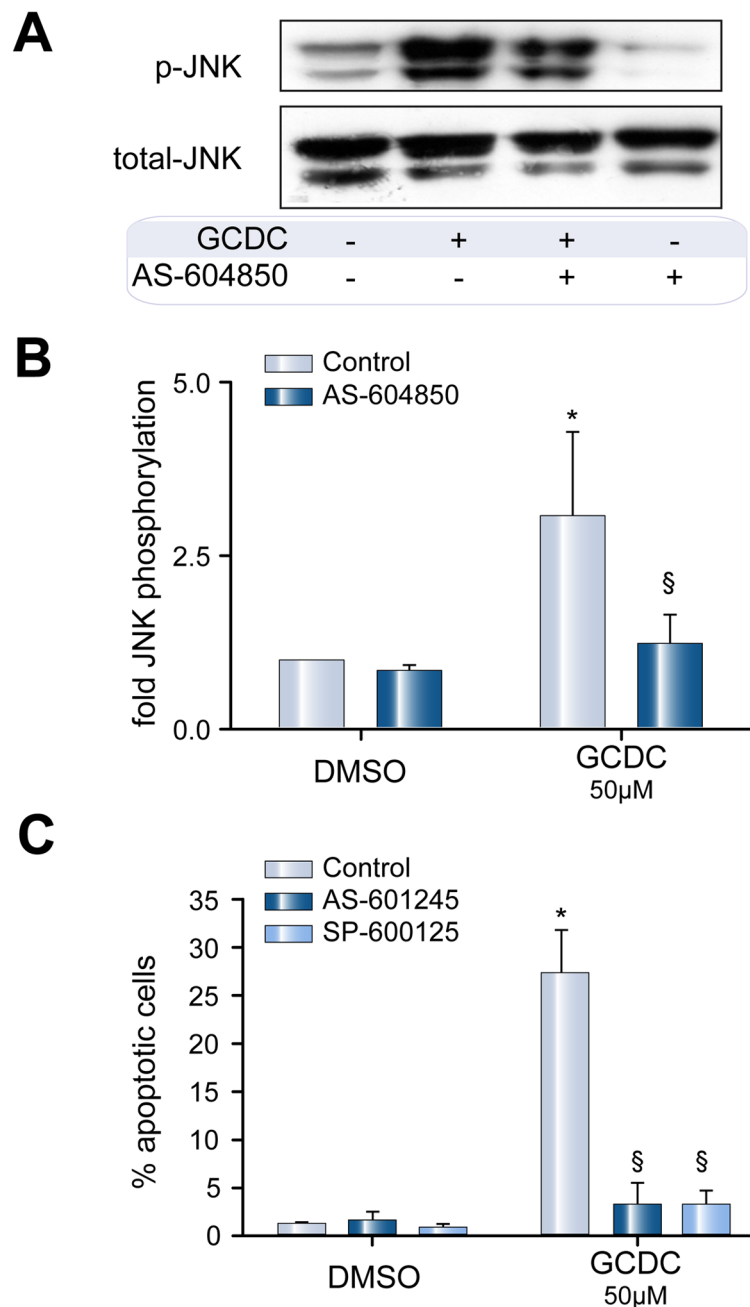 A
p-JNK
total-JNK
GCDC - + + -
AS-604850 - - + +
B
Control
AS-604850
fold JNK phosphorylation
5.0
2.5
0.0
*
§
DMSO
GCDC
50µM
C
Control
AS-601245
SP-600125
% apoptotic cells
35
30
25
20
15
10
5
0
*
§ §
DMSO
GCDC
50µM